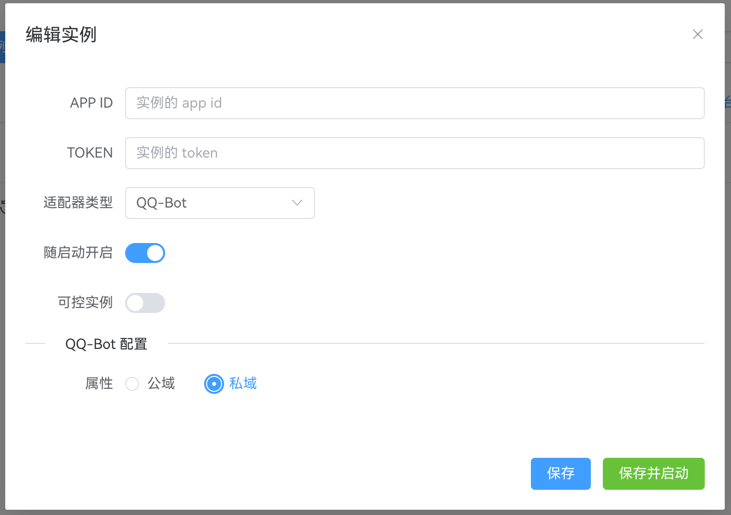 编辑实例
APP ID 实例的 app id
TOKEN 实例的 token
适配器类型 QQ-Bot
随启动开启
可控实例
QQ-Bot 配置
属性 公域 私域
保存 保存并启动